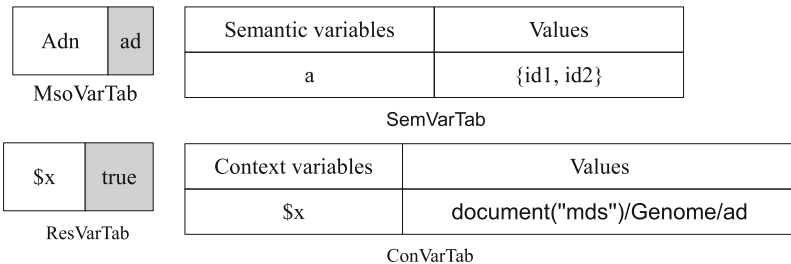 Adn ad
MsoVarTab
Semantic variables Values
a {id1, id2}
SemVarTab
$x true
ResVarTab
Context variables Values
$x document("mds")/Genome/ad
ConVarTab